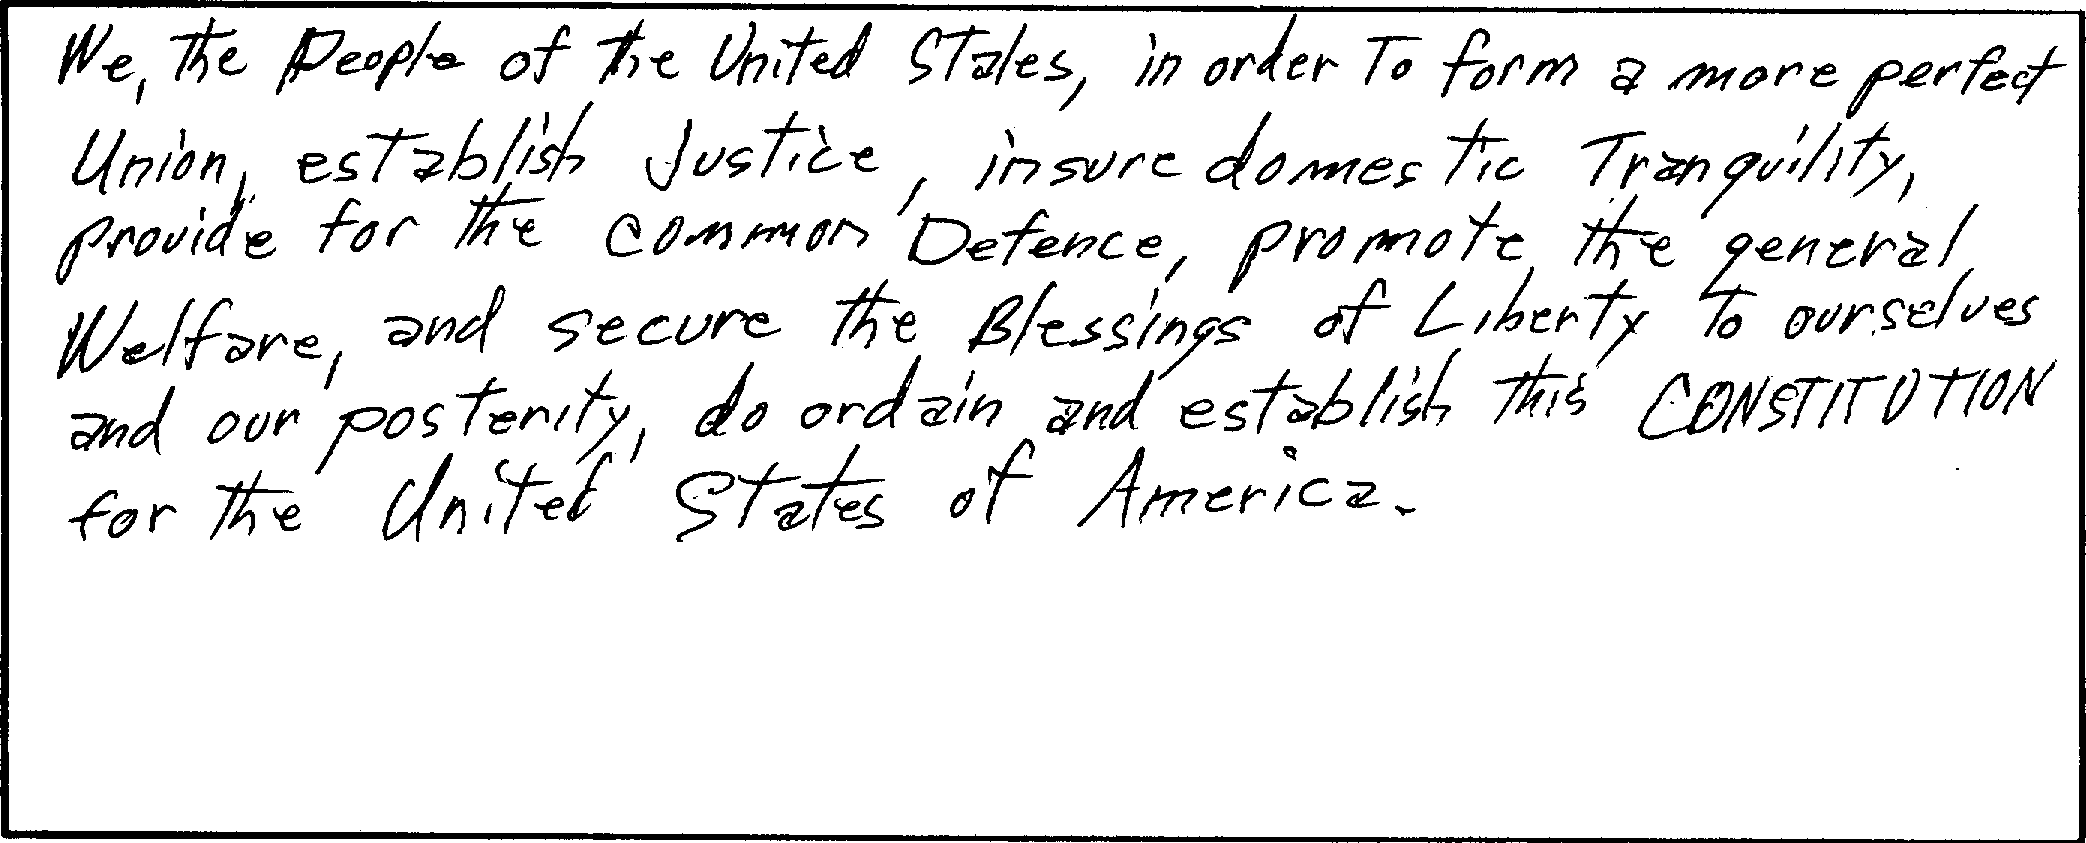 We, the People of the United States, in order To form a more perfect
Union, establish Justice, insure domestic Tranquility,
provide for the common Defence, promote the general
Welfare, and secure the Blessings of Liberty To ourselves
and our posterity, do ordain and establish this CONSTITUTION
for the United States of America.